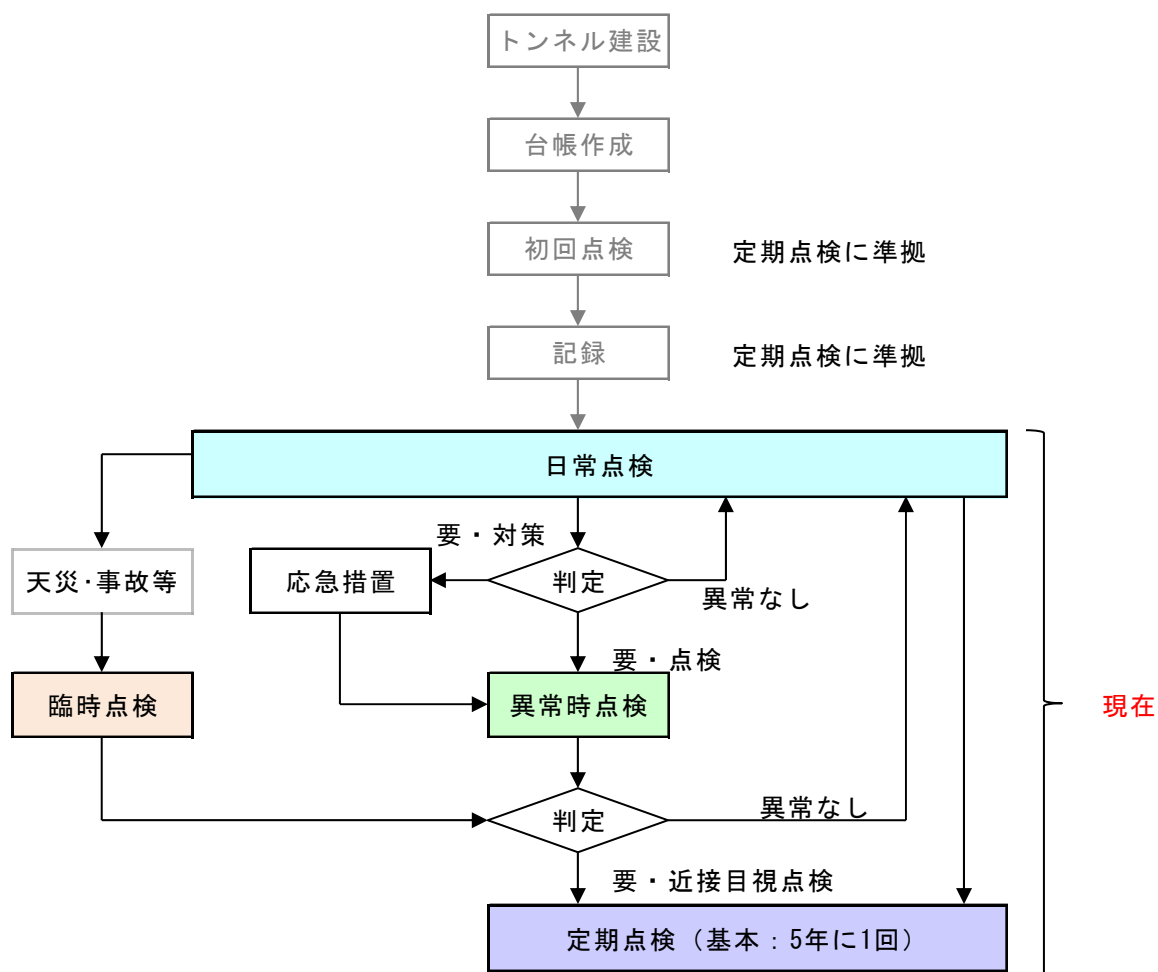 トンネル建設
台帳作成
初回点検
定期点検に準拠
記録
定期点検に準拠
日常点検
要・対策
天災・事故等
応急措置
判定
異常なし
要・点検
臨時点検
異常時点検
現在
判定
異常なし
要・近接目視点検
定期点検（基本：5年に1回）